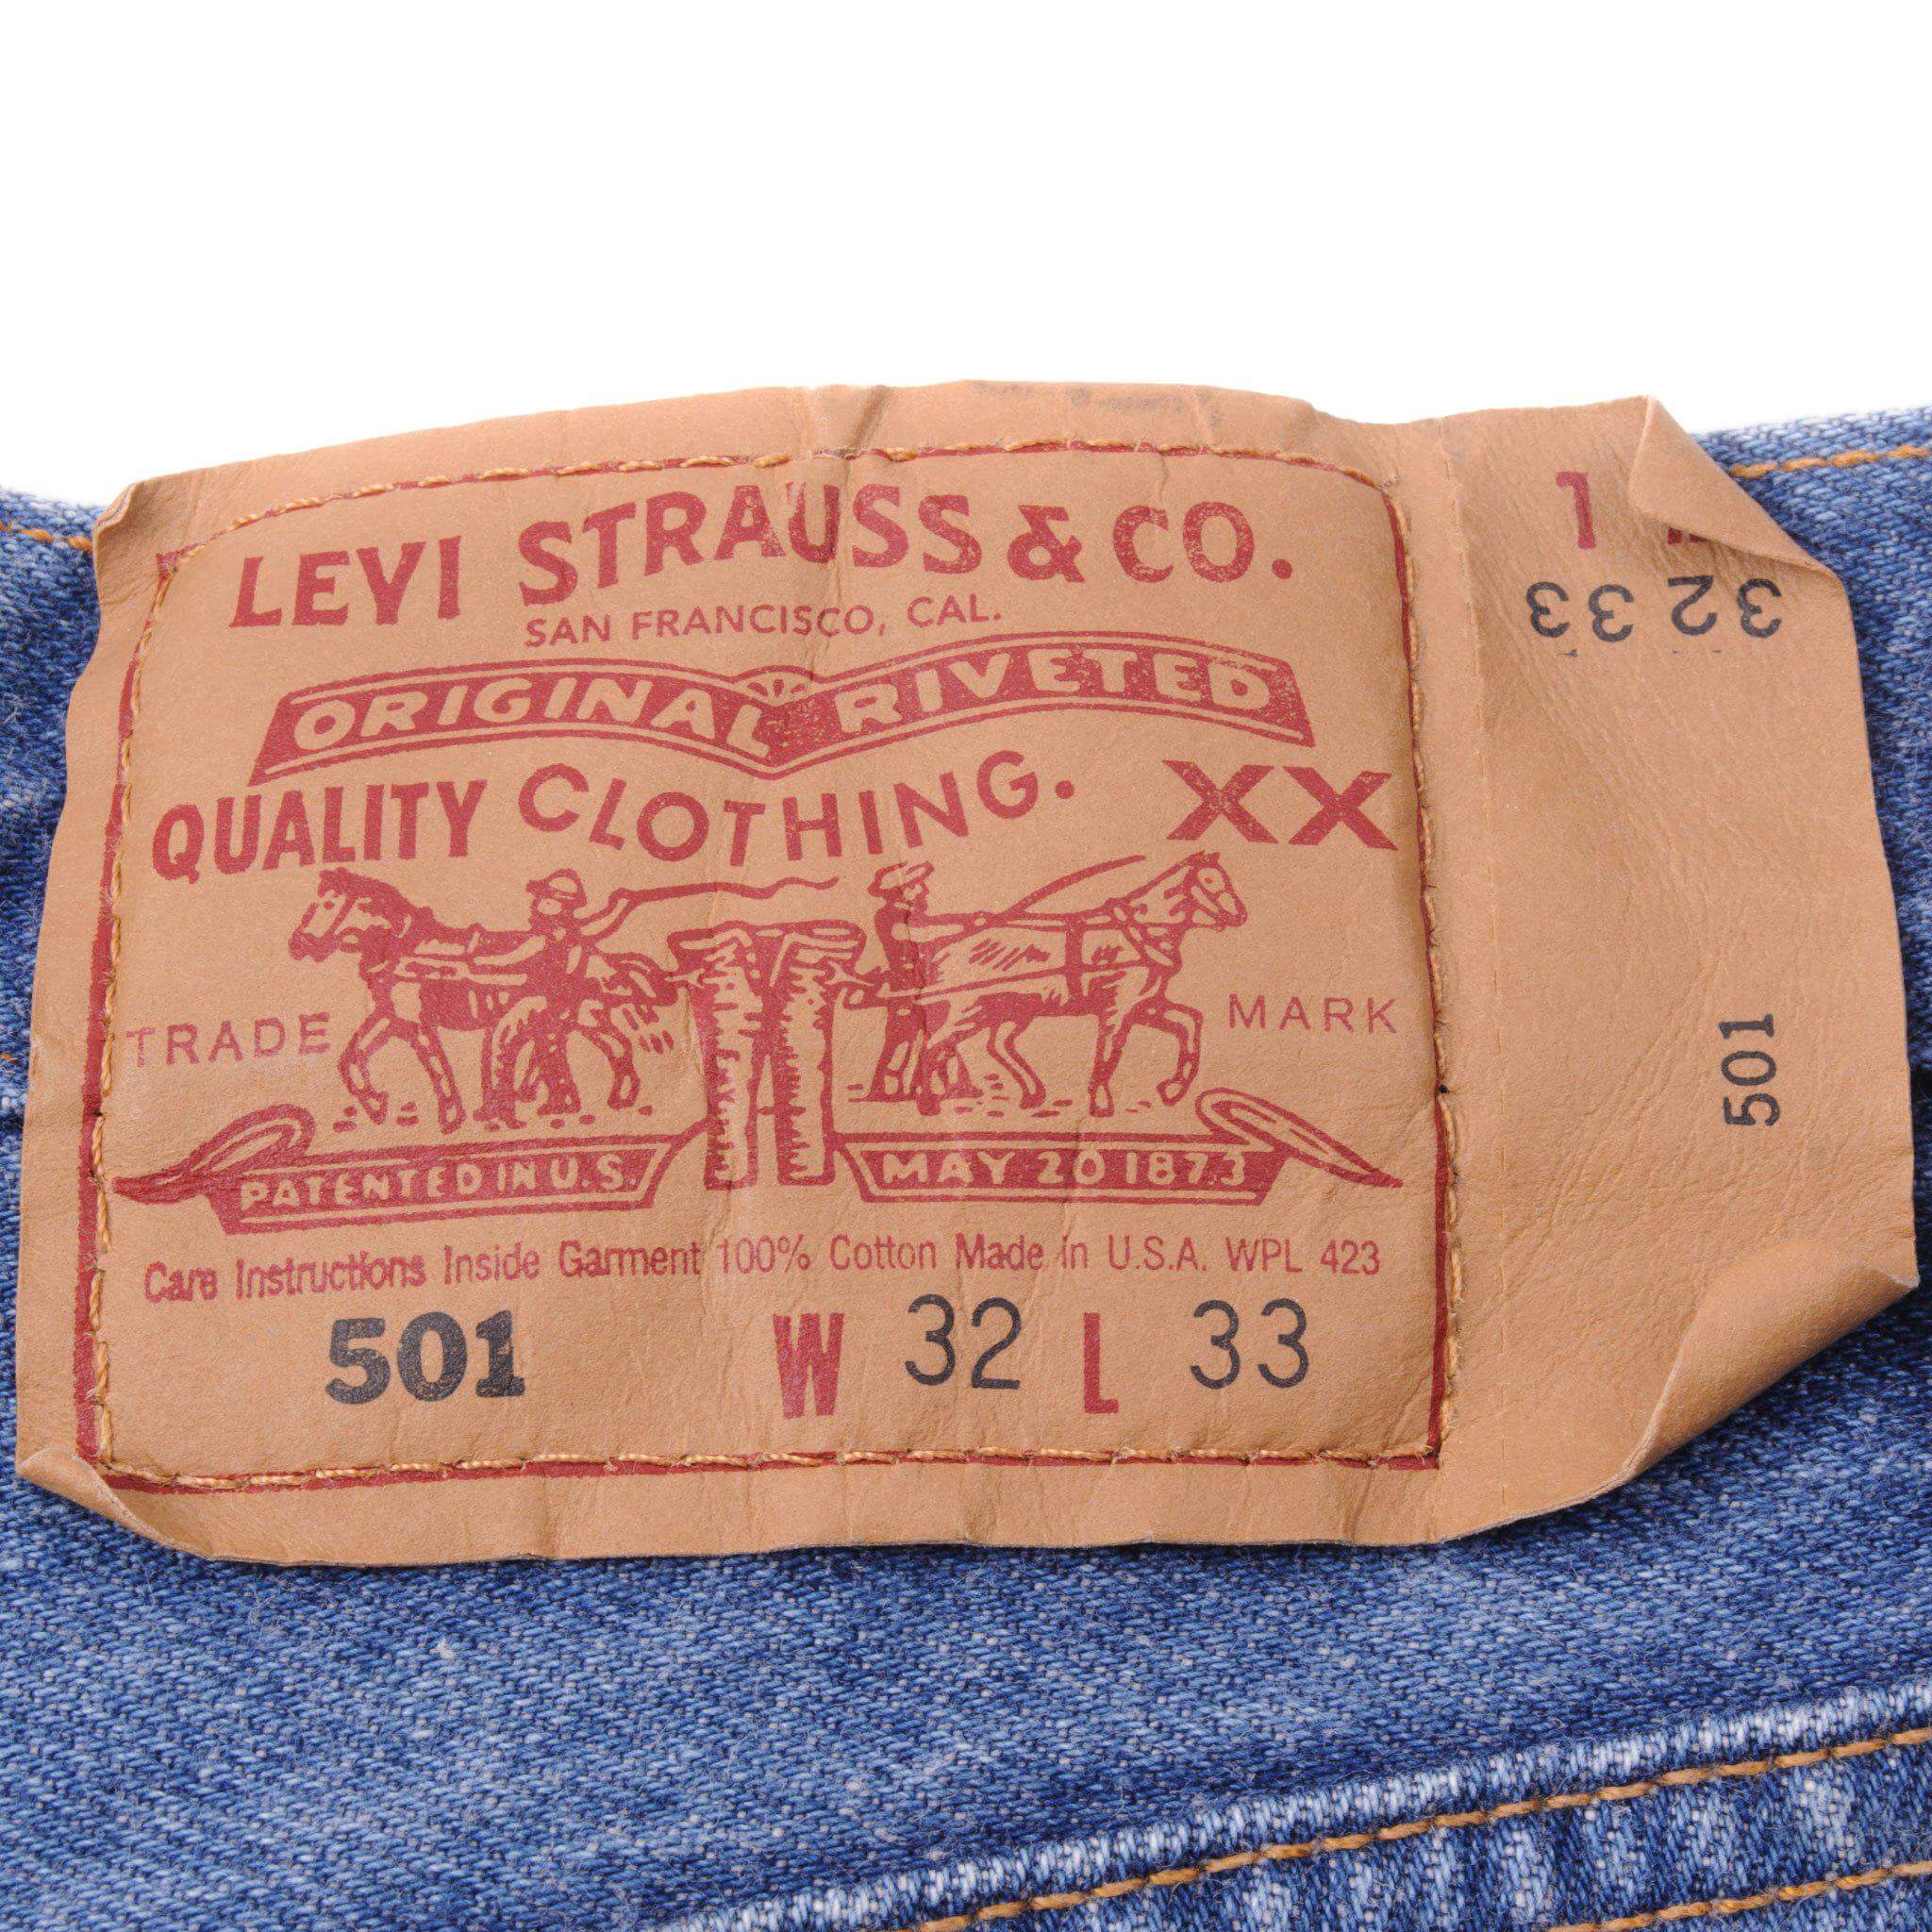 LEVI STRAUSS & CO.
SAN FRANCISCO, CAL.
ORIGINAL RIVETED
QUALITY CLOTHING. XX
TRADE MARK
PATENTED IN U.S. MAY 20 1873
Care Instructions Inside Garment 100% Cotton Made in U.S.A. WPL 423
501 W 32 L 33
L
32 33
501